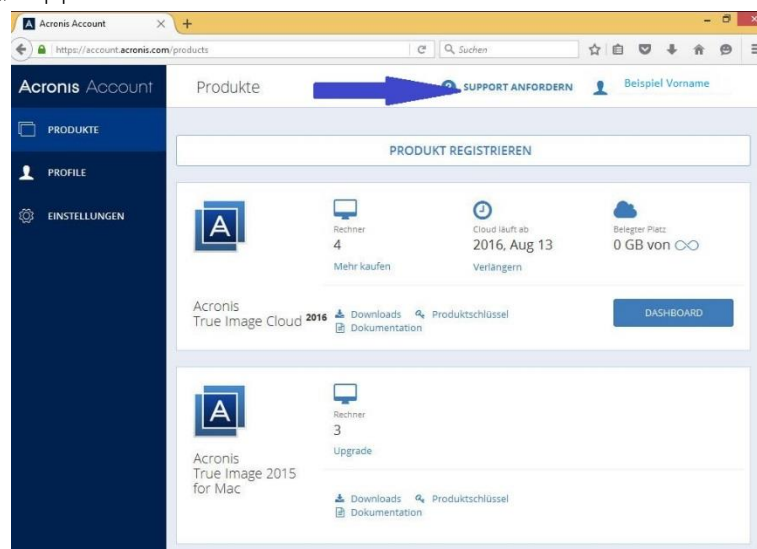 Acronis Account
https://account.acronis.com/products
Suchen
Acronis Account
Produkte
SUPPORT ANFORDERN
Beispiel Vorname
PRODUKTE
PROFILE
EINSTELLUNGEN
PRODUKT REGISTRIEREN
Rechner
4
Mehr kaufen
Cloud läuft ab
2016, Aug 13
Verlängern
Belegter Platz
0 GB von ∞
Acronis
True Image Cloud 2016
Downloads Produktschlüssel
Dokumentation
DASHBOARD
Rechner
3
Upgrade
Acronis
True Image 2015
for Mac
Downloads Produktschlüssel
Dokumentation